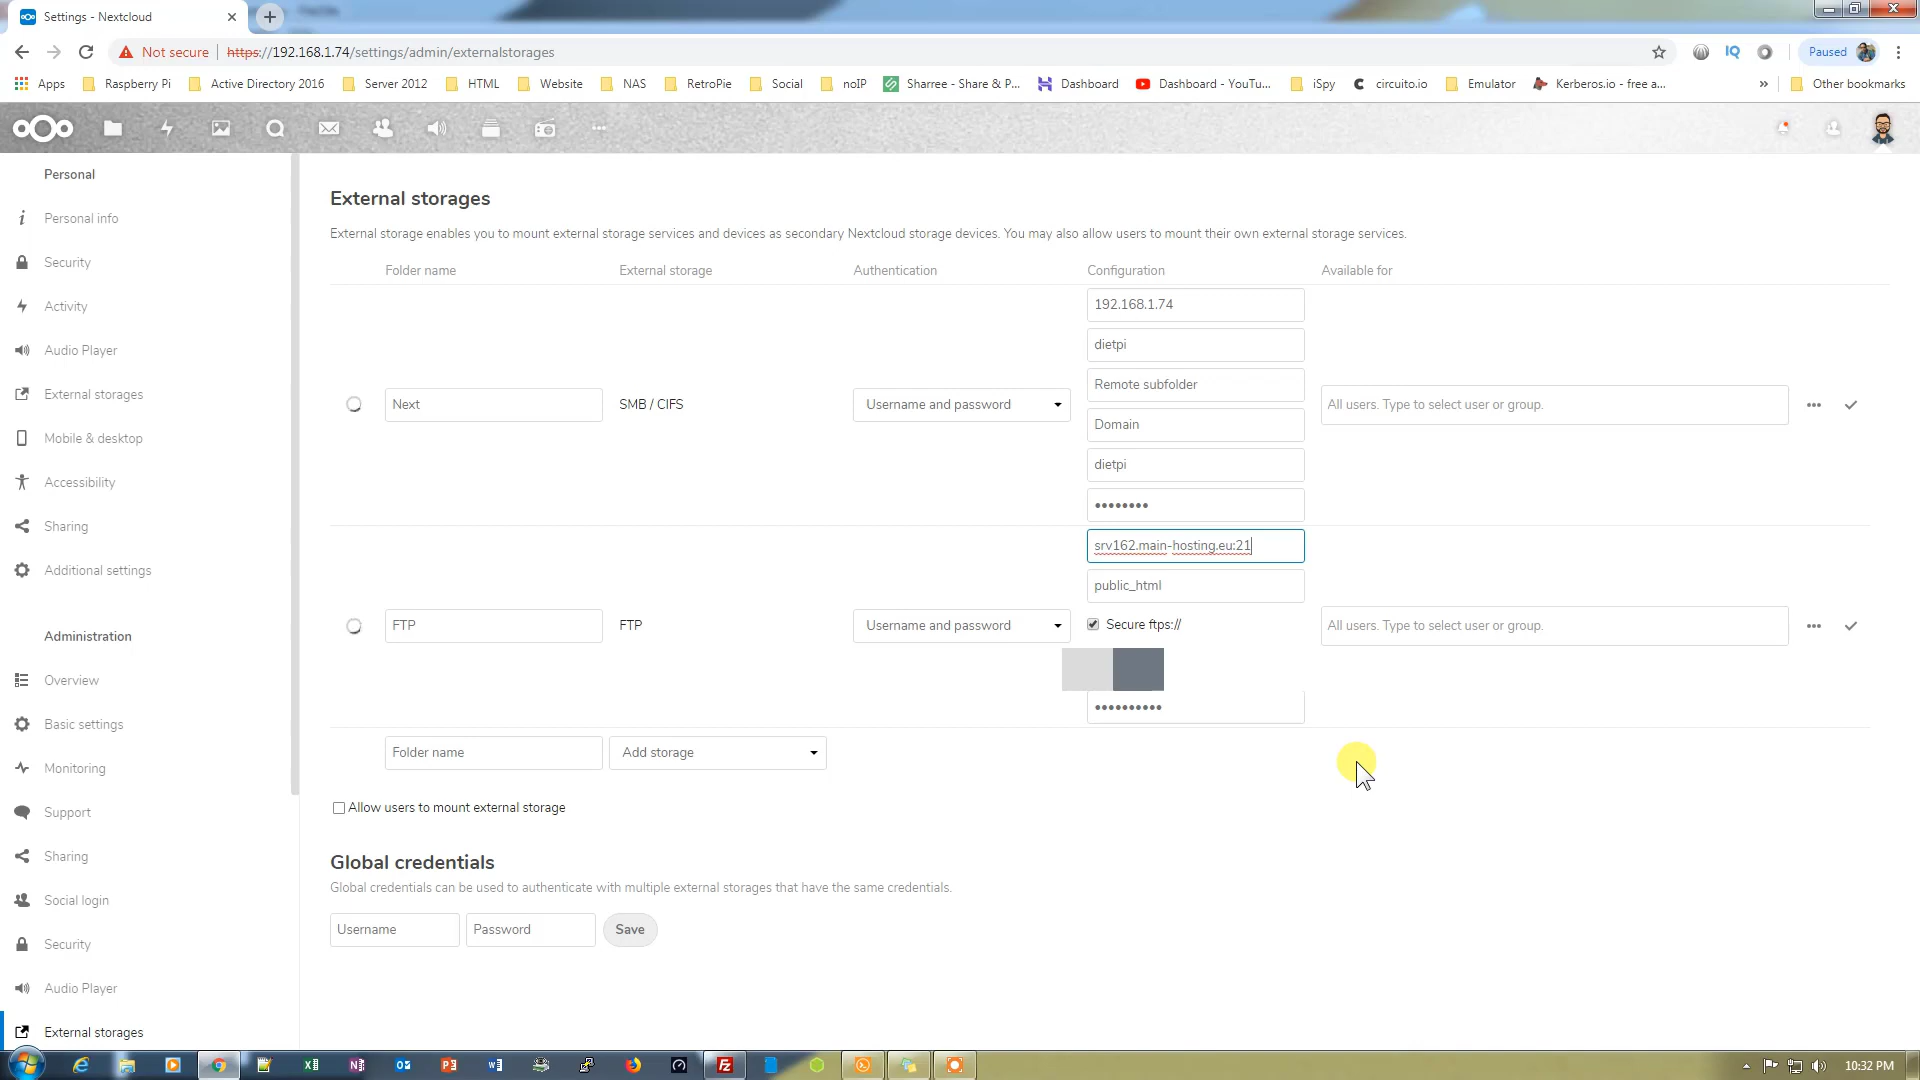 Settings - Nextcloud
Not secure
https://192.168.1.74/settings/admin/externalstorages
Paused
Apps
Raspberry Pi
Active Directory 2016
Server 2012
HTML
Website
NAS
RetroPie
Social
noIP
Sharree - Share & P...
Dashboard
Dashboard - YouTu...
iSpy
circuito.io
Emulator
Kerberos.io - free a...
»
Other bookmarks
Personal
Personal info
Security
Activity
Audio Player
External storages
Mobile & desktop
Accessibility
Sharing
Additional settings
Administration
Overview
Basic settings
Monitoring
Support
Sharing
Social login
Security
Audio Player
External storages
External storages
External storage enables you to mount external storage services and devices as secondary Nextcloud storage devices. You may also allow users to mount their own external storage services.
Folder name External storage Authentication Configuration Available for
192.168.1.74
dietpi
Remote subfolder
Next SMB / CIFS Username and password All users. Type to select user or group.
Domain
dietpi
••••••••
srv162.main-hosting.eu:21
public_html
FTP FTP Username and password Secure ftps:// All users. Type to select user or group.
••••••••••
Folder name Add storage
Allow users to mount external storage
Global credentials
Global credentials can be used to authenticate with multiple external storages that have the same credentials.
Username Password Save
10:32 PM